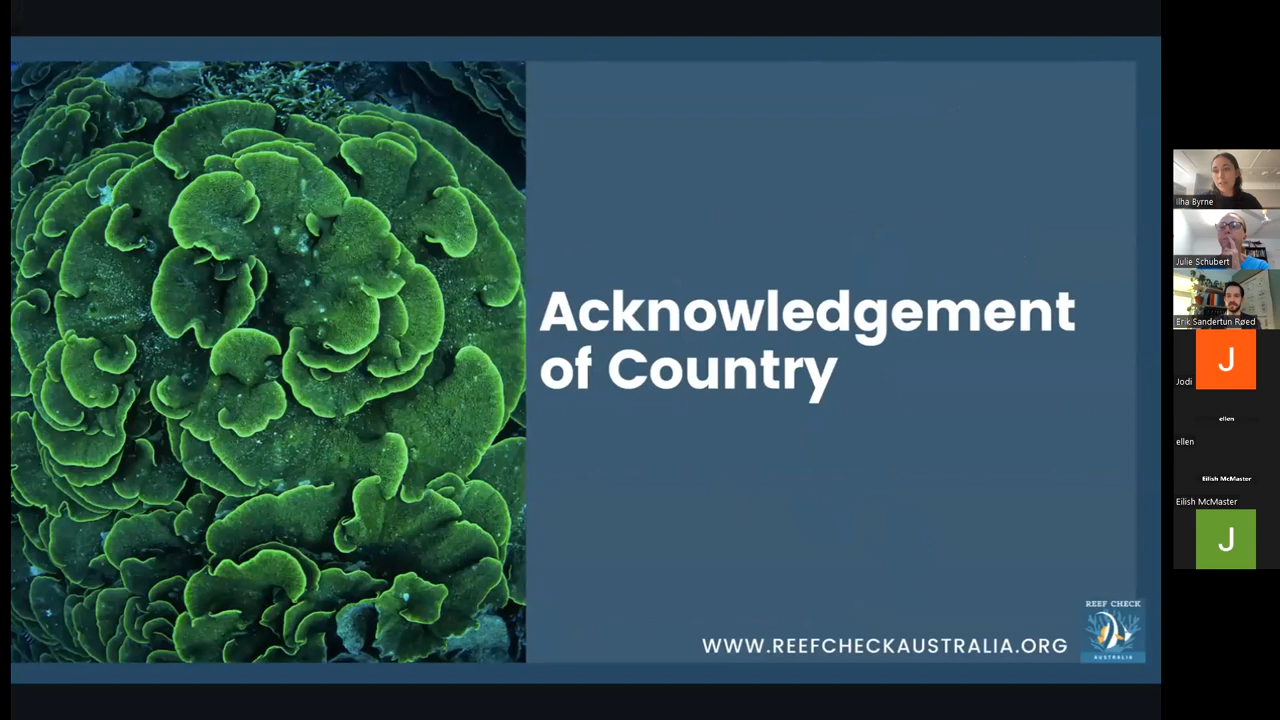 Acknowledgement
of Country
WWW.REEFCHECKAUSTRALIA.ORG
REEF CHECK
AUSTRALIA
Ilha Byrne
Julie Schubert
Erik Sandertun Røed
J
Jodi
ellen
ellen
Eilish McMaster
Eilish McMaster
J